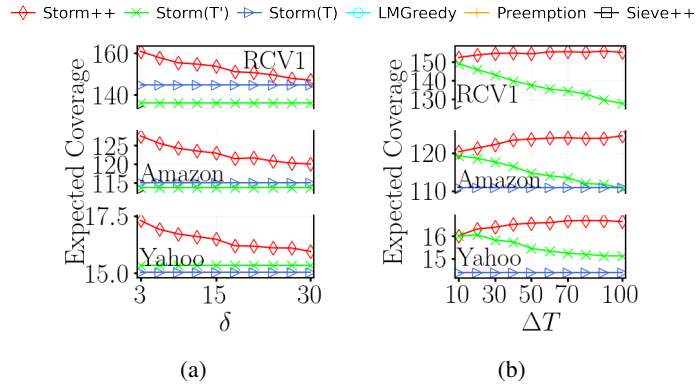 Storm++ Storm(T') Storm(T) LMGreedy Preemption Sieve++
Expected Coverage
160
140
RCV1
125
120
115
Amazon
17.5
15.0
Yahoo
3 15 30
δ
(a)
Expected Coverage
150
140
130
RCV1
120
110
Amazon
16
15
Yahoo
10 30 50 70 100
ΔT
(b)